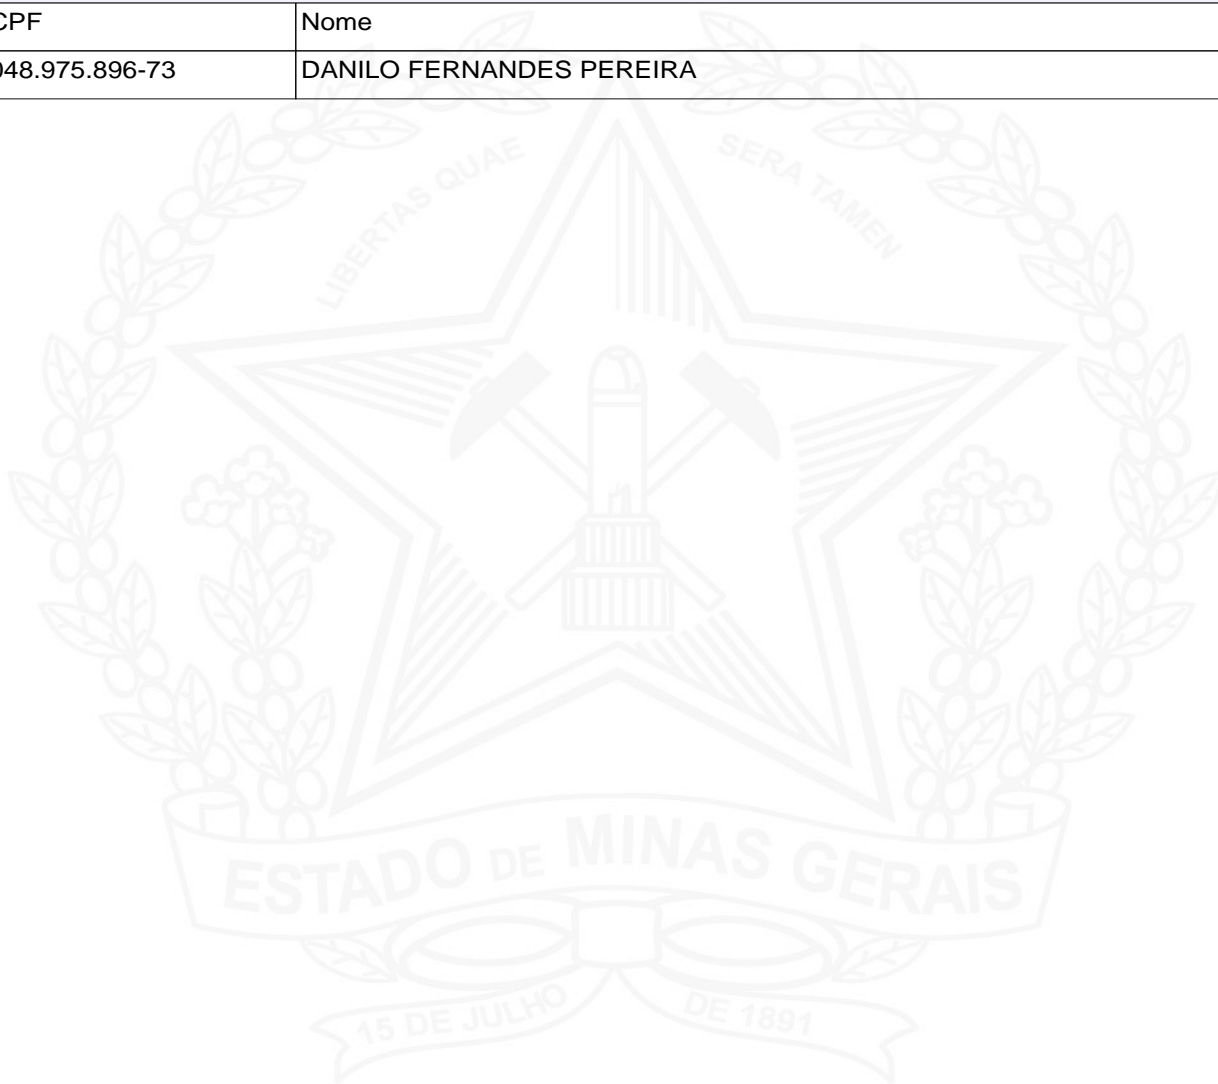 CPF Nome
048.975.896-73 DANILO FERNANDES PEREIRA
LIBERTAS QUAE SERA TAMEN
ESTADO DE MINAS GERAIS
15 DE JULHO DE 1891